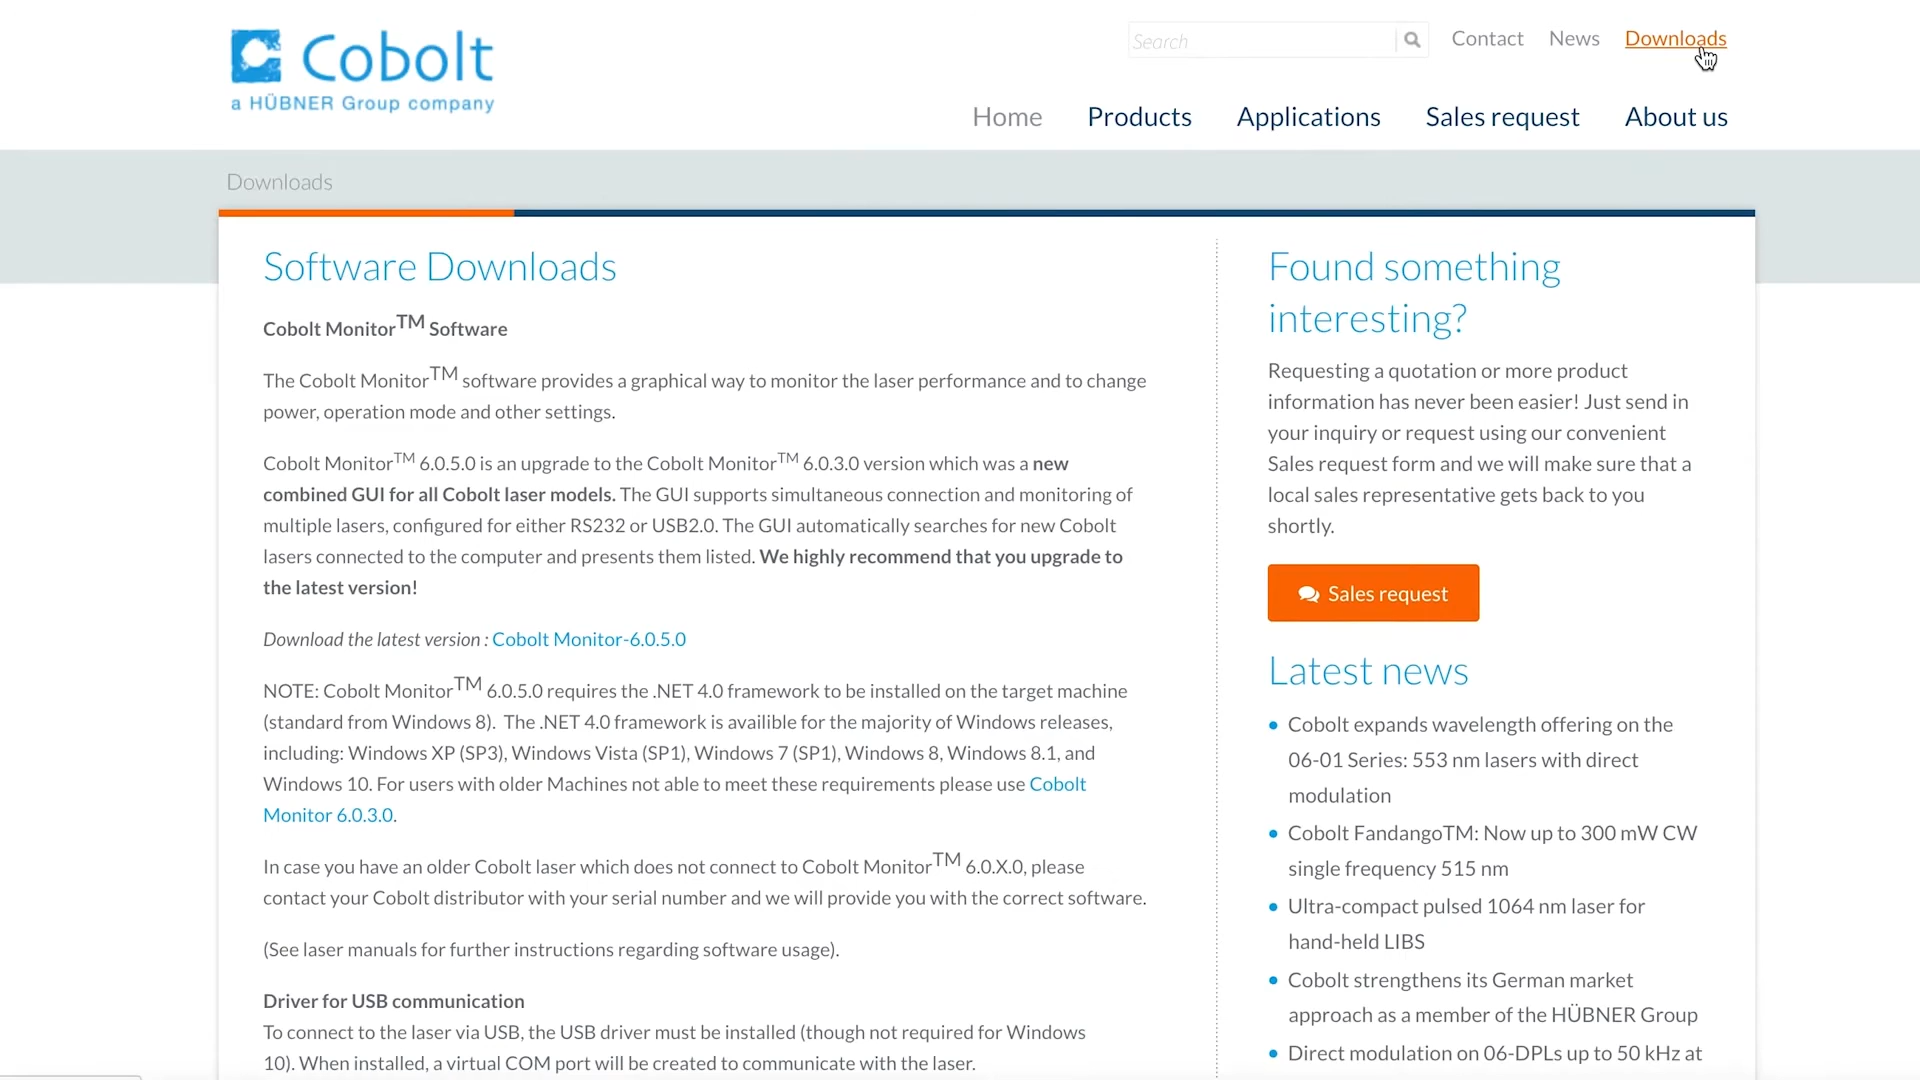 Cobolt
a HÜBNER Group company
Search
Contact
News
Downloads
Home
Products
Applications
Sales request
About us
Downloads
Software Downloads
Cobolt Monitor™ Software
The Cobolt Monitor™ software provides a graphical way to monitor the laser performance and to change
power, operation mode and other settings.
Cobolt Monitor™ 6.0.5.0 is an upgrade to the Cobolt Monitor™ 6.0.3.0 version which was a new
combined GUI for all Cobolt laser models. The GUI supports simultaneous connection and monitoring of
multiple lasers, configured for either RS232 or USB2.0. The GUI automatically searches for new Cobolt
lasers connected to the computer and presents them listed. We highly recommend that you upgrade to
the latest version!
Download the latest version : Cobolt Monitor-6.0.5.0
NOTE: Cobolt Monitor™ 6.0.5.0 requires the .NET 4.0 framework to be installed on the target machine
(standard from Windows 8). The .NET 4.0 framework is availible for the majority of Windows releases,
including: Windows XP (SP3), Windows Vista (SP1), Windows 7 (SP1), Windows 8, Windows 8.1, and
Windows 10. For users with older Machines not able to meet these requirements please use Cobolt
Monitor 6.0.3.0.
In case you have an older Cobolt laser which does not connect to Cobolt Monitor™ 6.0.X.0, please
contact your Cobolt distributor with your serial number and we will provide you with the correct software.
(See laser manuals for further instructions regarding software usage).
Driver for USB communication
To connect to the laser via USB, the USB driver must be installed (though not required for Windows
10). When installed, a virtual COM port will be created to communicate with the laser.
Found something
interesting?
Requesting a quotation or more product
information has never been easier! Just send in
your inquiry or request using our convenient
Sales request form and we will make sure that a
local sales representative gets back to you
shortly.
Sales request
Latest news
Cobolt expands wavelength offering on the
06-01 Series: 553 nm lasers with direct
modulation
Cobolt FandangoTM: Now up to 300 mW CW
single frequency 515 nm
Ultra-compact pulsed 1064 nm laser for
hand-held LIBS
Cobolt strengthens its German market
approach as a member of the HÜBNER Group
Direct modulation on 06-DPLs up to 50 kHz at